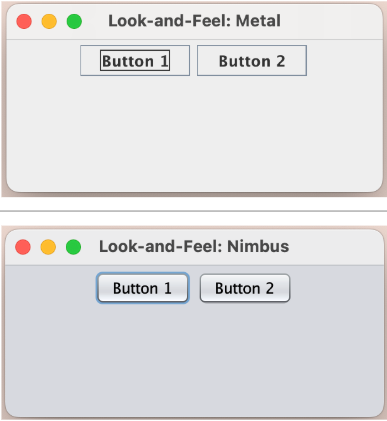 Look-and-Feel: Metal
Button 1 Button 2
Look-and-Feel: Nimbus
Button 1 Button 2